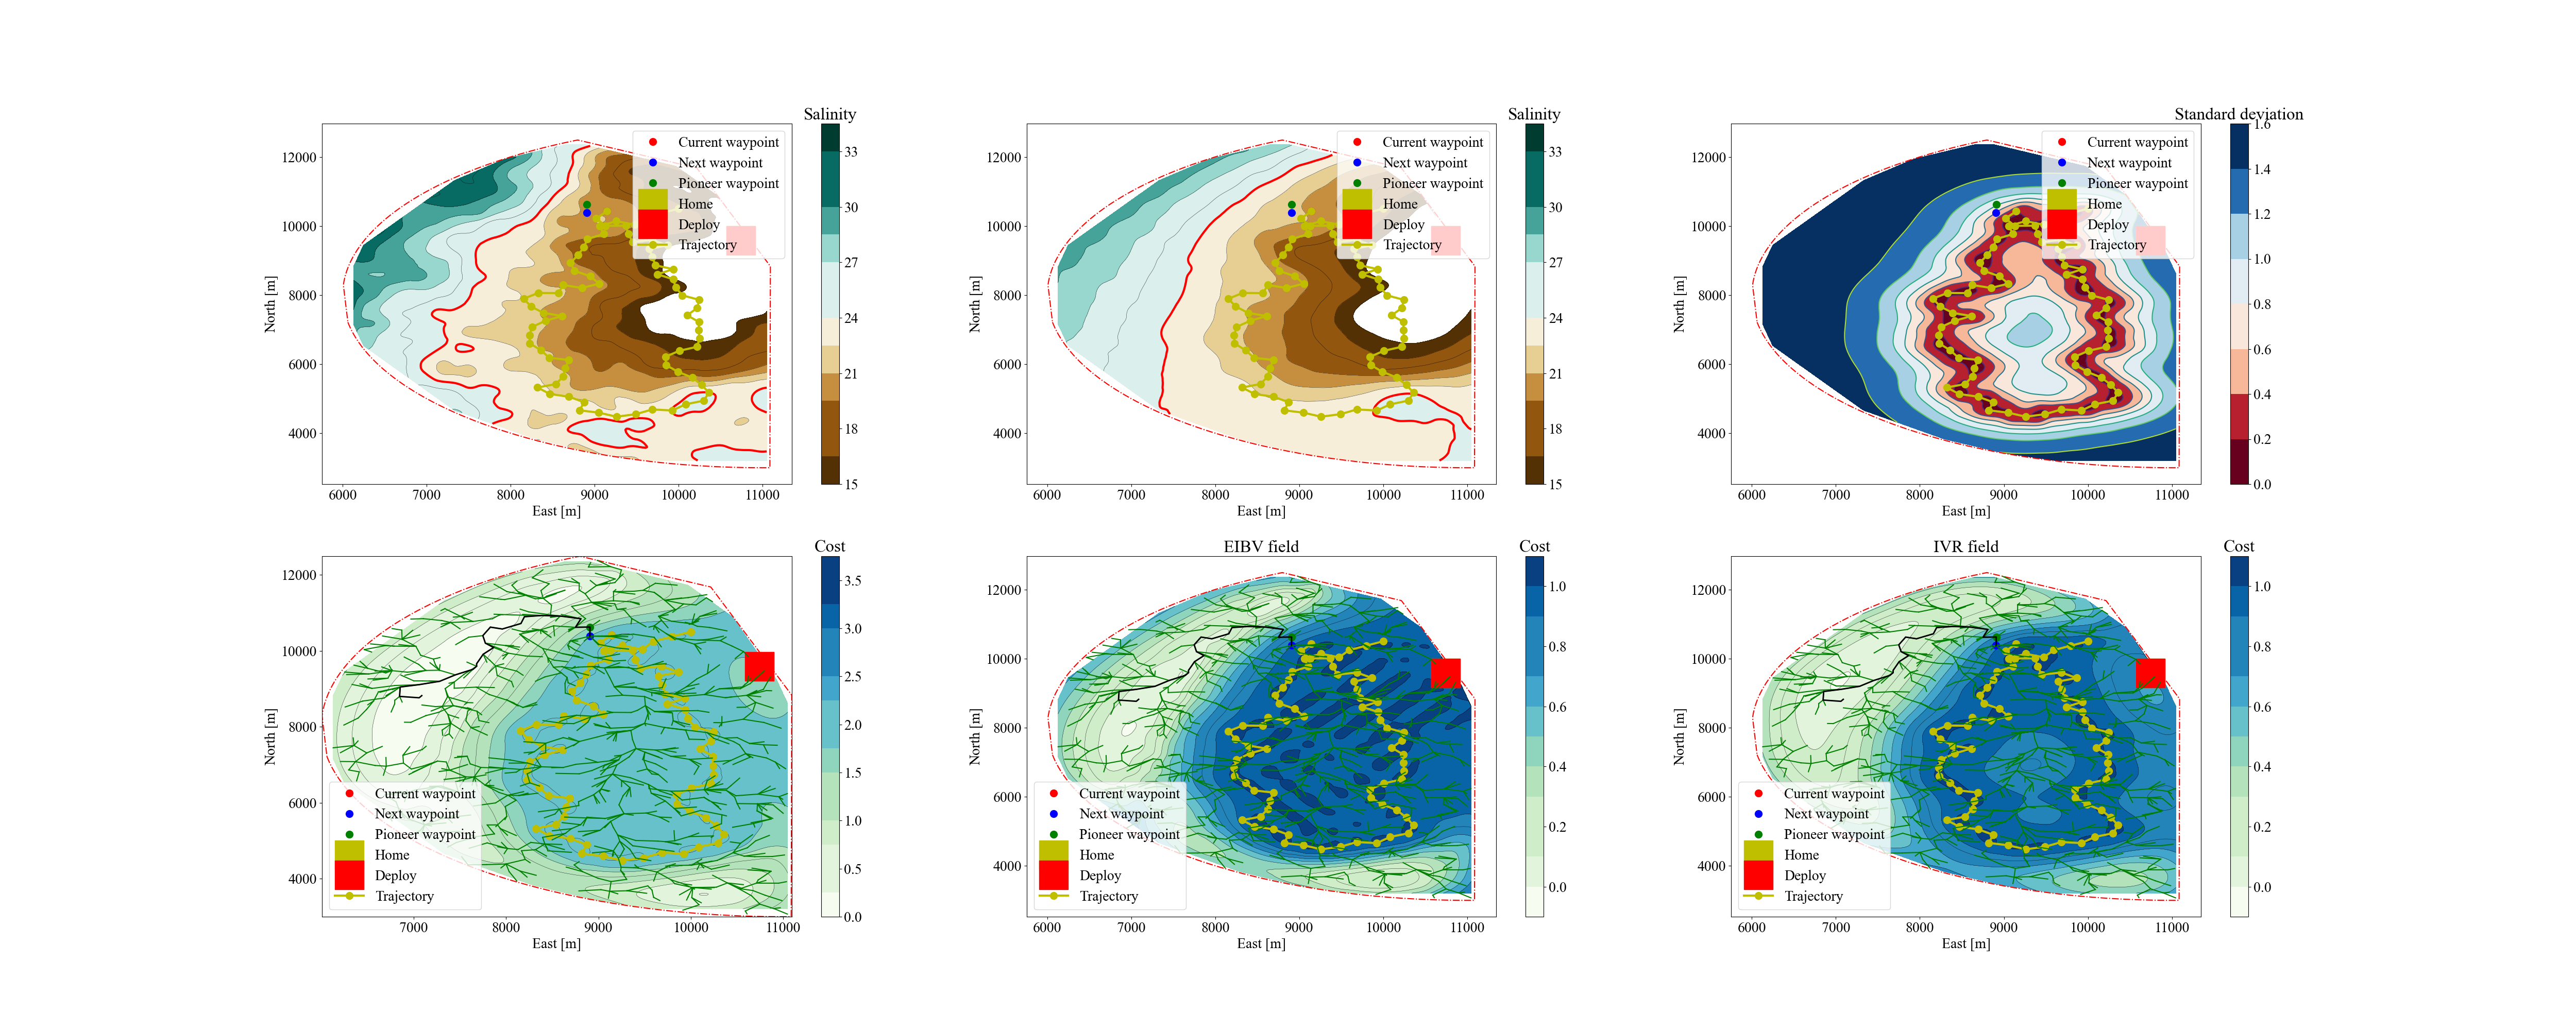 Salinity
12000
10000
8000
6000
4000
North [m]
6000 7000 8000 9000 10000 11000
East [m]
Current waypoint
Next waypoint
Pioneer waypoint
Home
Deploy
Trajectory
33
30
27
24
21
18
15
Salinity
12000
10000
8000
6000
4000
North [m]
6000 7000 8000 9000 10000 11000
East [m]
Current waypoint
Next waypoint
Pioneer waypoint
Home
Deploy
Trajectory
33
30
27
24
21
18
15
Standard deviation
12000
10000
8000
6000
4000
North [m]
6000 7000 8000 9000 10000 11000
East [m]
Current waypoint
Next waypoint
Pioneer waypoint
Home
Deploy
Trajectory
1.6
1.4
1.2
1.0
0.8
0.6
0.4
0.2
0.0
Cost
12000
10000
8000
6000
4000
North [m]
7000 8000 9000 10000 11000
East [m]
Current waypoint
Next waypoint
Pioneer waypoint
Home
Deploy
Trajectory
3.5
3.0
2.5
2.0
1.5
1.0
0.5
0.0
EIBV field
Cost
12000
10000
8000
6000
4000
North [m]
6000 7000 8000 9000 10000 11000
East [m]
Current waypoint
Next waypoint
Pioneer waypoint
Home
Deploy
Trajectory
1.0
0.8
0.6
0.4
0.2
0.0
IVR field
Cost
12000
10000
8000
6000
4000
North [m]
6000 7000 8000 9000 10000 11000
East [m]
Current waypoint
Next waypoint
Pioneer waypoint
Home
Deploy
Trajectory
1.0
0.8
0.6
0.4
0.2
0.0